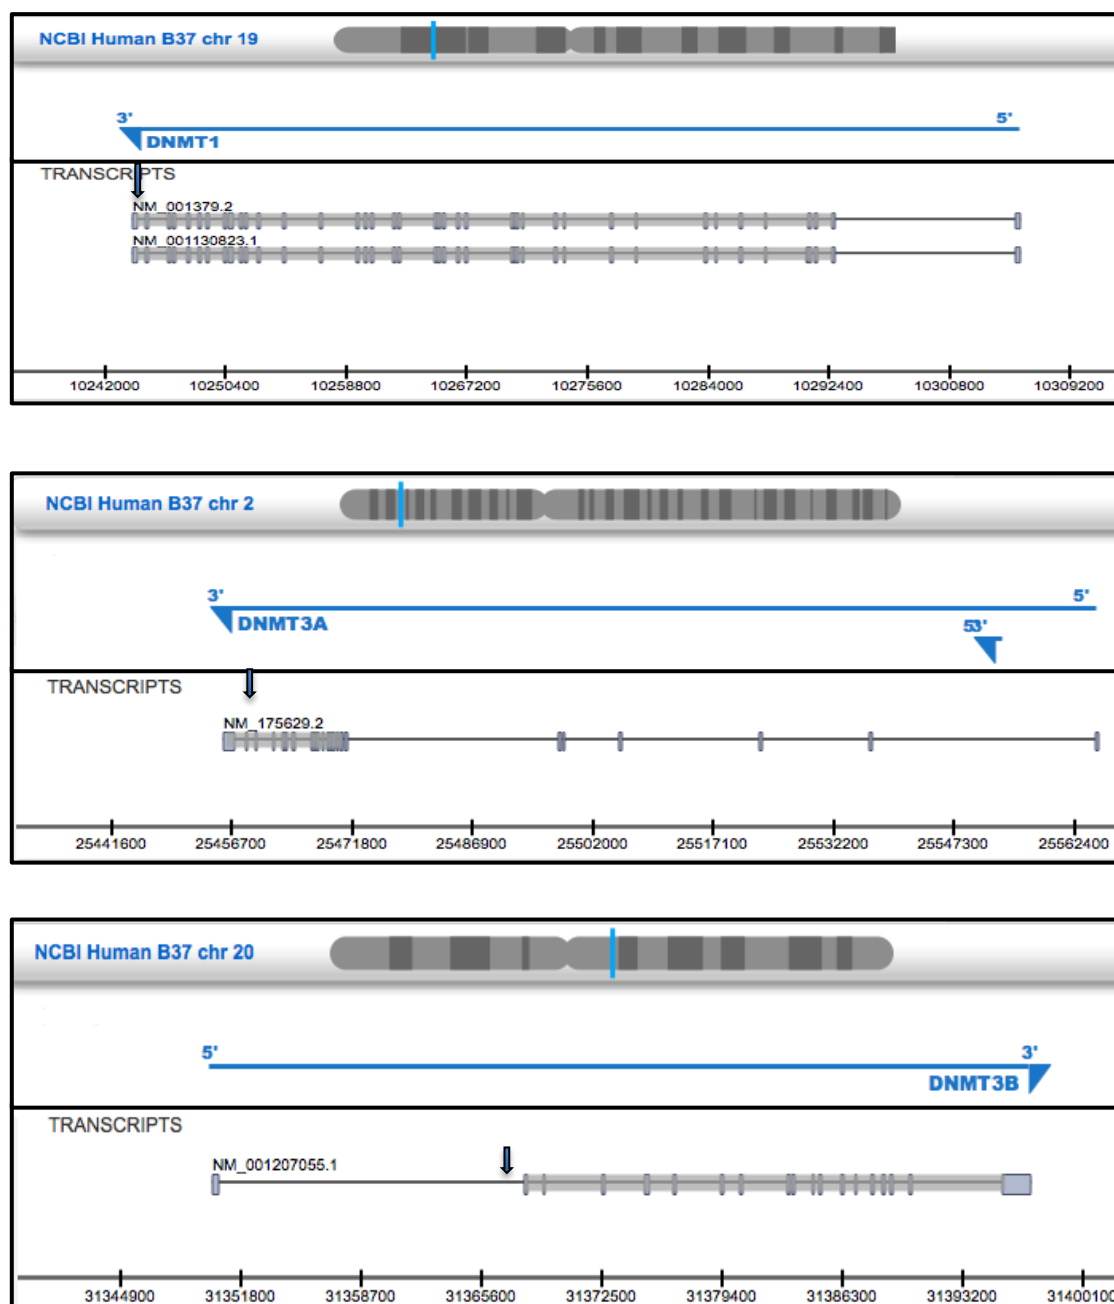 NCBI Human B37 chr 19
3' 5'
DNMT1
TRANSCRIPTS
NM_001379.2
NM_001130823.1
10242000 10250400 10258800 10267200 10275600 10284000 10292400 10300800 10309200
NCBI Human B37 chr 2
3' 5'
DNMT3A 53'
TRANSCRIPTS
NM_175629.2
25441600 25456700 25471800 25486900 25502000 25517100 25532200 25547300 25562400
NCBI Human B37 chr 20
5' 3'
DNMT3B
TRANSCRIPTS
NM_001207055.1
31344900 31351800 31358700 31365600 31372500 31379400 31386300 31393200 31400100